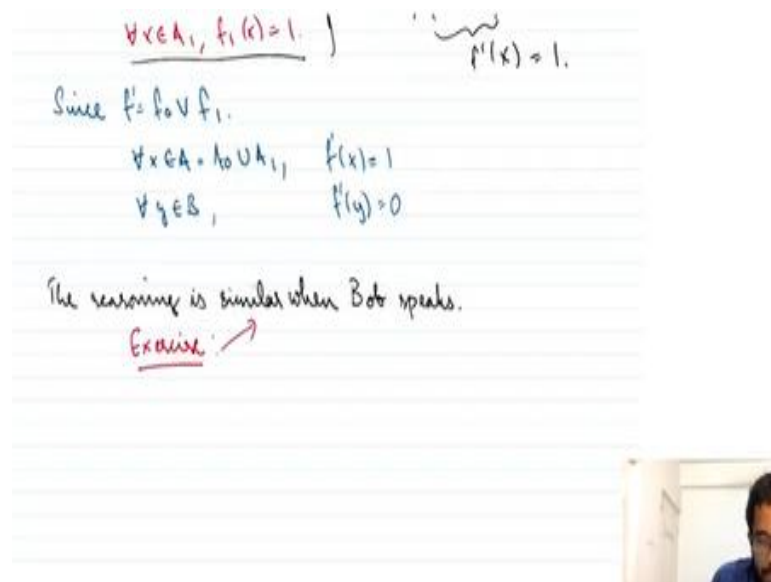 ∀x∈A₁, f₁(x)=1. }
f'(x)=1.
Since f'= f₀ ∨ f₁.
∀x∈A = A₀ ∪ A₁, f'(x)=1
∀y∈B, f'(y)=0
The reasoning is similar when Bob speaks.
Exercise: